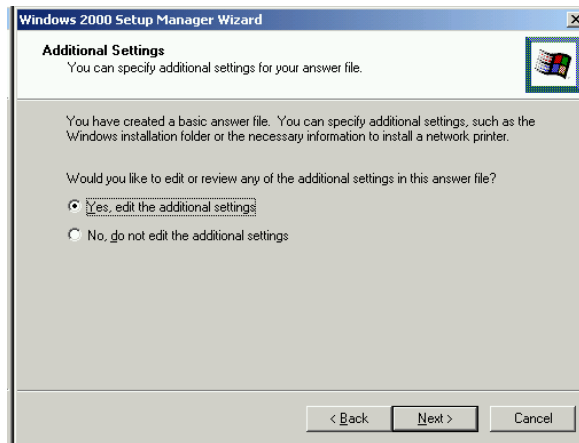 Windows 2000 Setup Manager Wizard
Additional Settings
You can specify additional settings for your answer file.
You have created a basic answer file. You can specify additional settings, such as the
Windows installation folder or the necessary information to install a network printer.
Would you like to edit or review any of the additional settings in this answer file?
Yes, edit the additional settings
No, do not edit the additional settings
< Back Next > Cancel